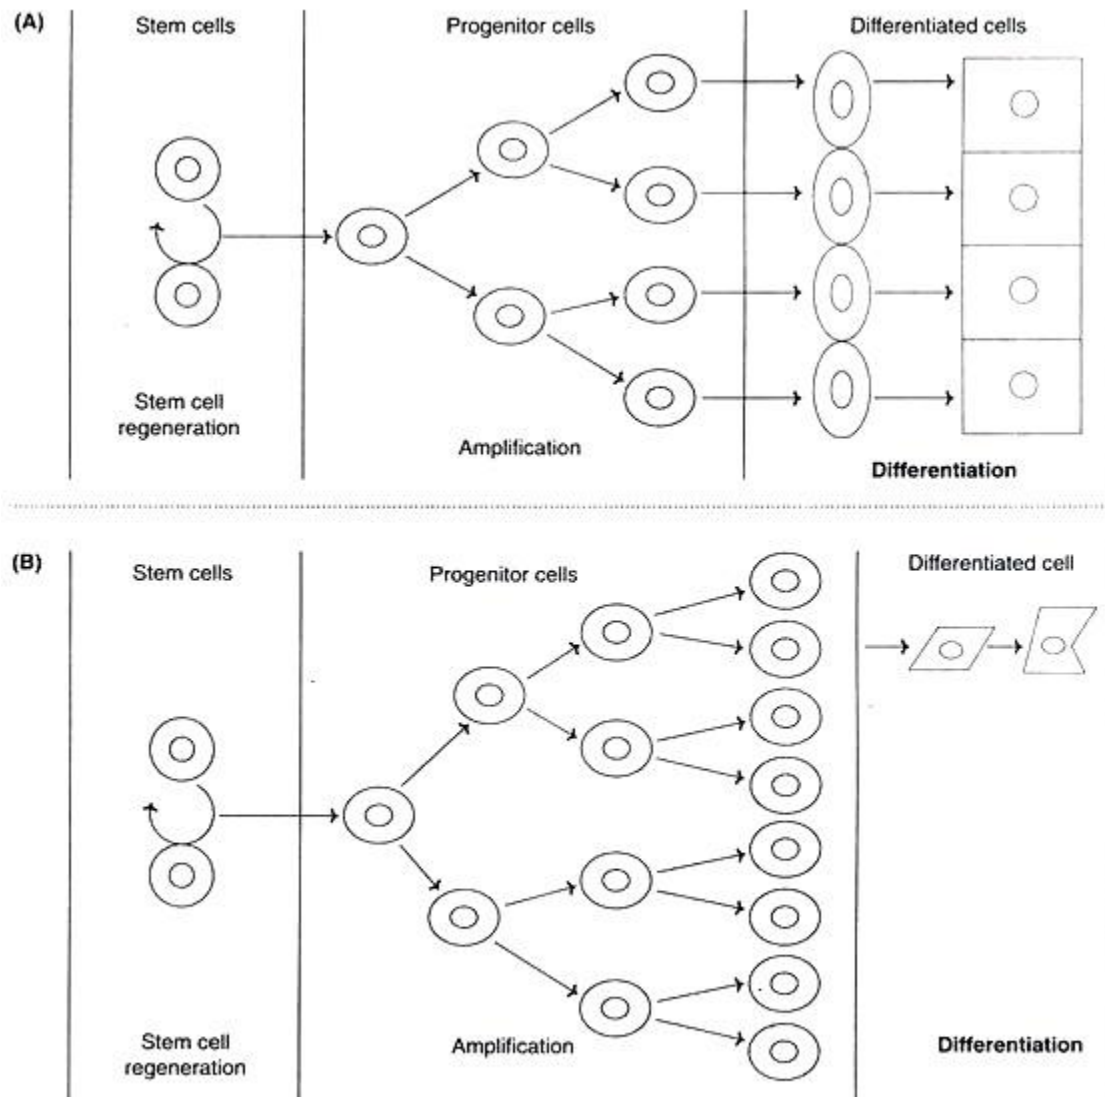 (A)
Stem cells
Progenitor cells
Differentiated cells
Stem cell
regeneration
Amplification
Differentiation
(B)
Stem cells
Progenitor cells
Differentiated cell
Stem cell
regeneration
Amplification
Differentiation